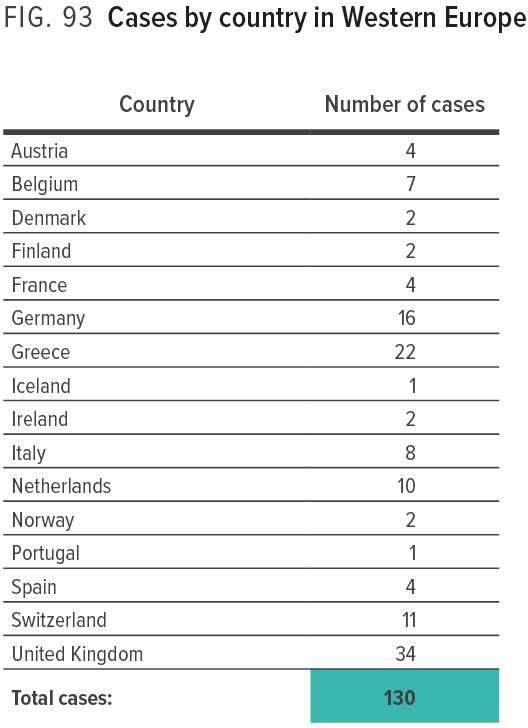 FIG. 93 Cases by country in Western Europe
Country Number of cases
Austria 4
Belgium 7
Denmark 2
Finland 2
France 4
Germany 16
Greece 22
Iceland 1
Ireland 2
Italy 8
Netherlands 10
Norway 2
Portugal 1
Spain 4
Switzerland 11
United Kingdom 34
Total cases: 130